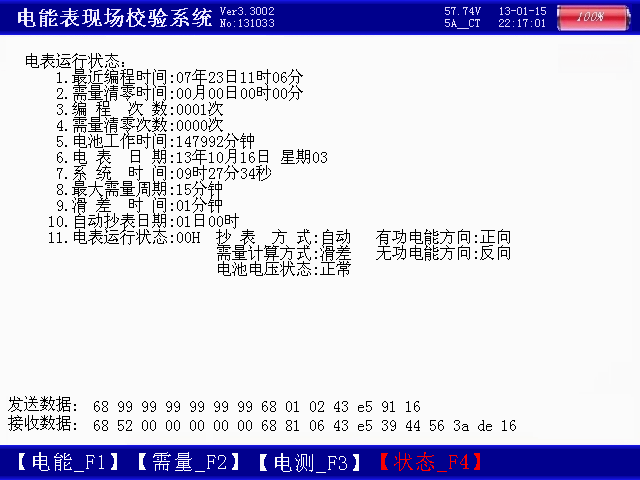 电能表现场校验系统 Ver3.3002 57.74V 13-01-15 100%
No:131033 5A__CT 22:17:01
电表运行状态:
1.最近编程时间:07年23日11时06分
2.需量清零时间:00月00日00时00分
3.编 程 次 数:0001次
4.需量清零次数:0000次
5.电池工作时间:147992分钟
6.电 表 日 期:13年10月16日 星期03
7.系 统 时 间:09时27分34秒
8.最大需量周期:15分钟
9.滑 差 时 间:01分钟
10.自动抄表日期:01日00时
11.电表运行状态:00H 抄 表 方 式:自动 有功电能方向:正向
需量计算方式:滑差 无功电能方向:反向
电池电压状态:正常
发送数据: 68 99 99 99 99 99 99 68 01 02 43 e5 91 16
接收数据: 68 52 00 00 00 00 00 68 81 06 43 e5 39 44 56 3a de 16
【电能_F1】【需量_F2】【电测_F3】【状态_F4】